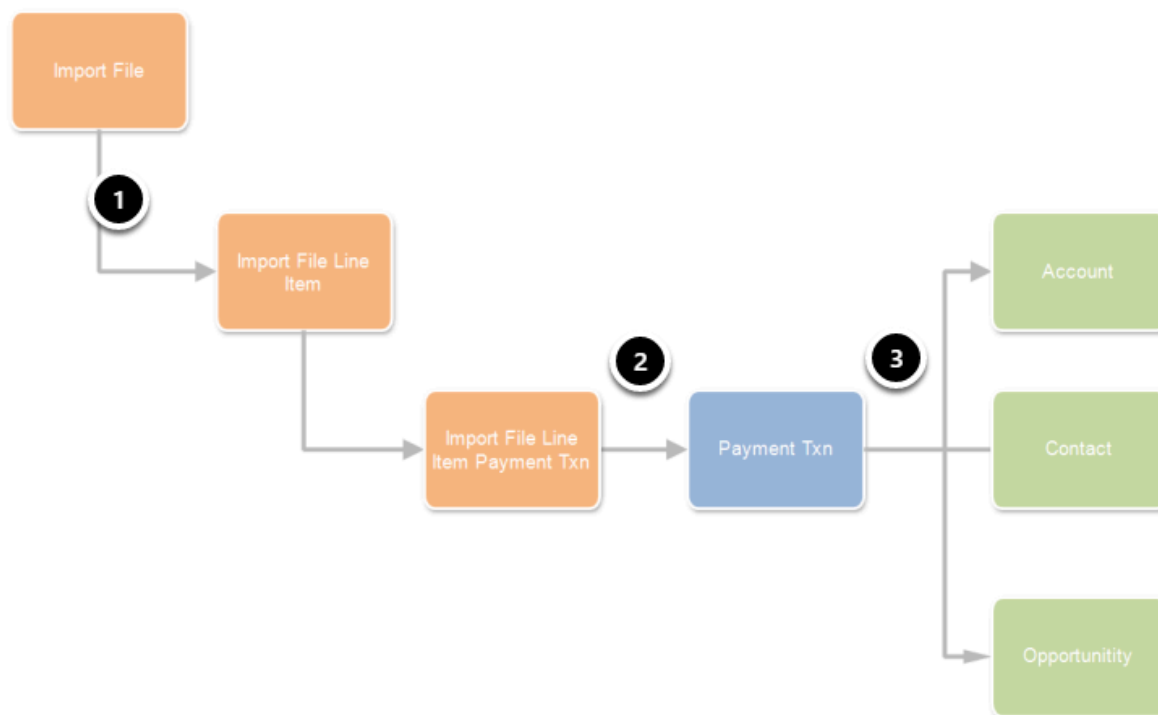 Import File
1
Import File Line
Item
Account
2
3
Import File Line
Item Payment Txn
Payment Txn
Contact
Opportunitity